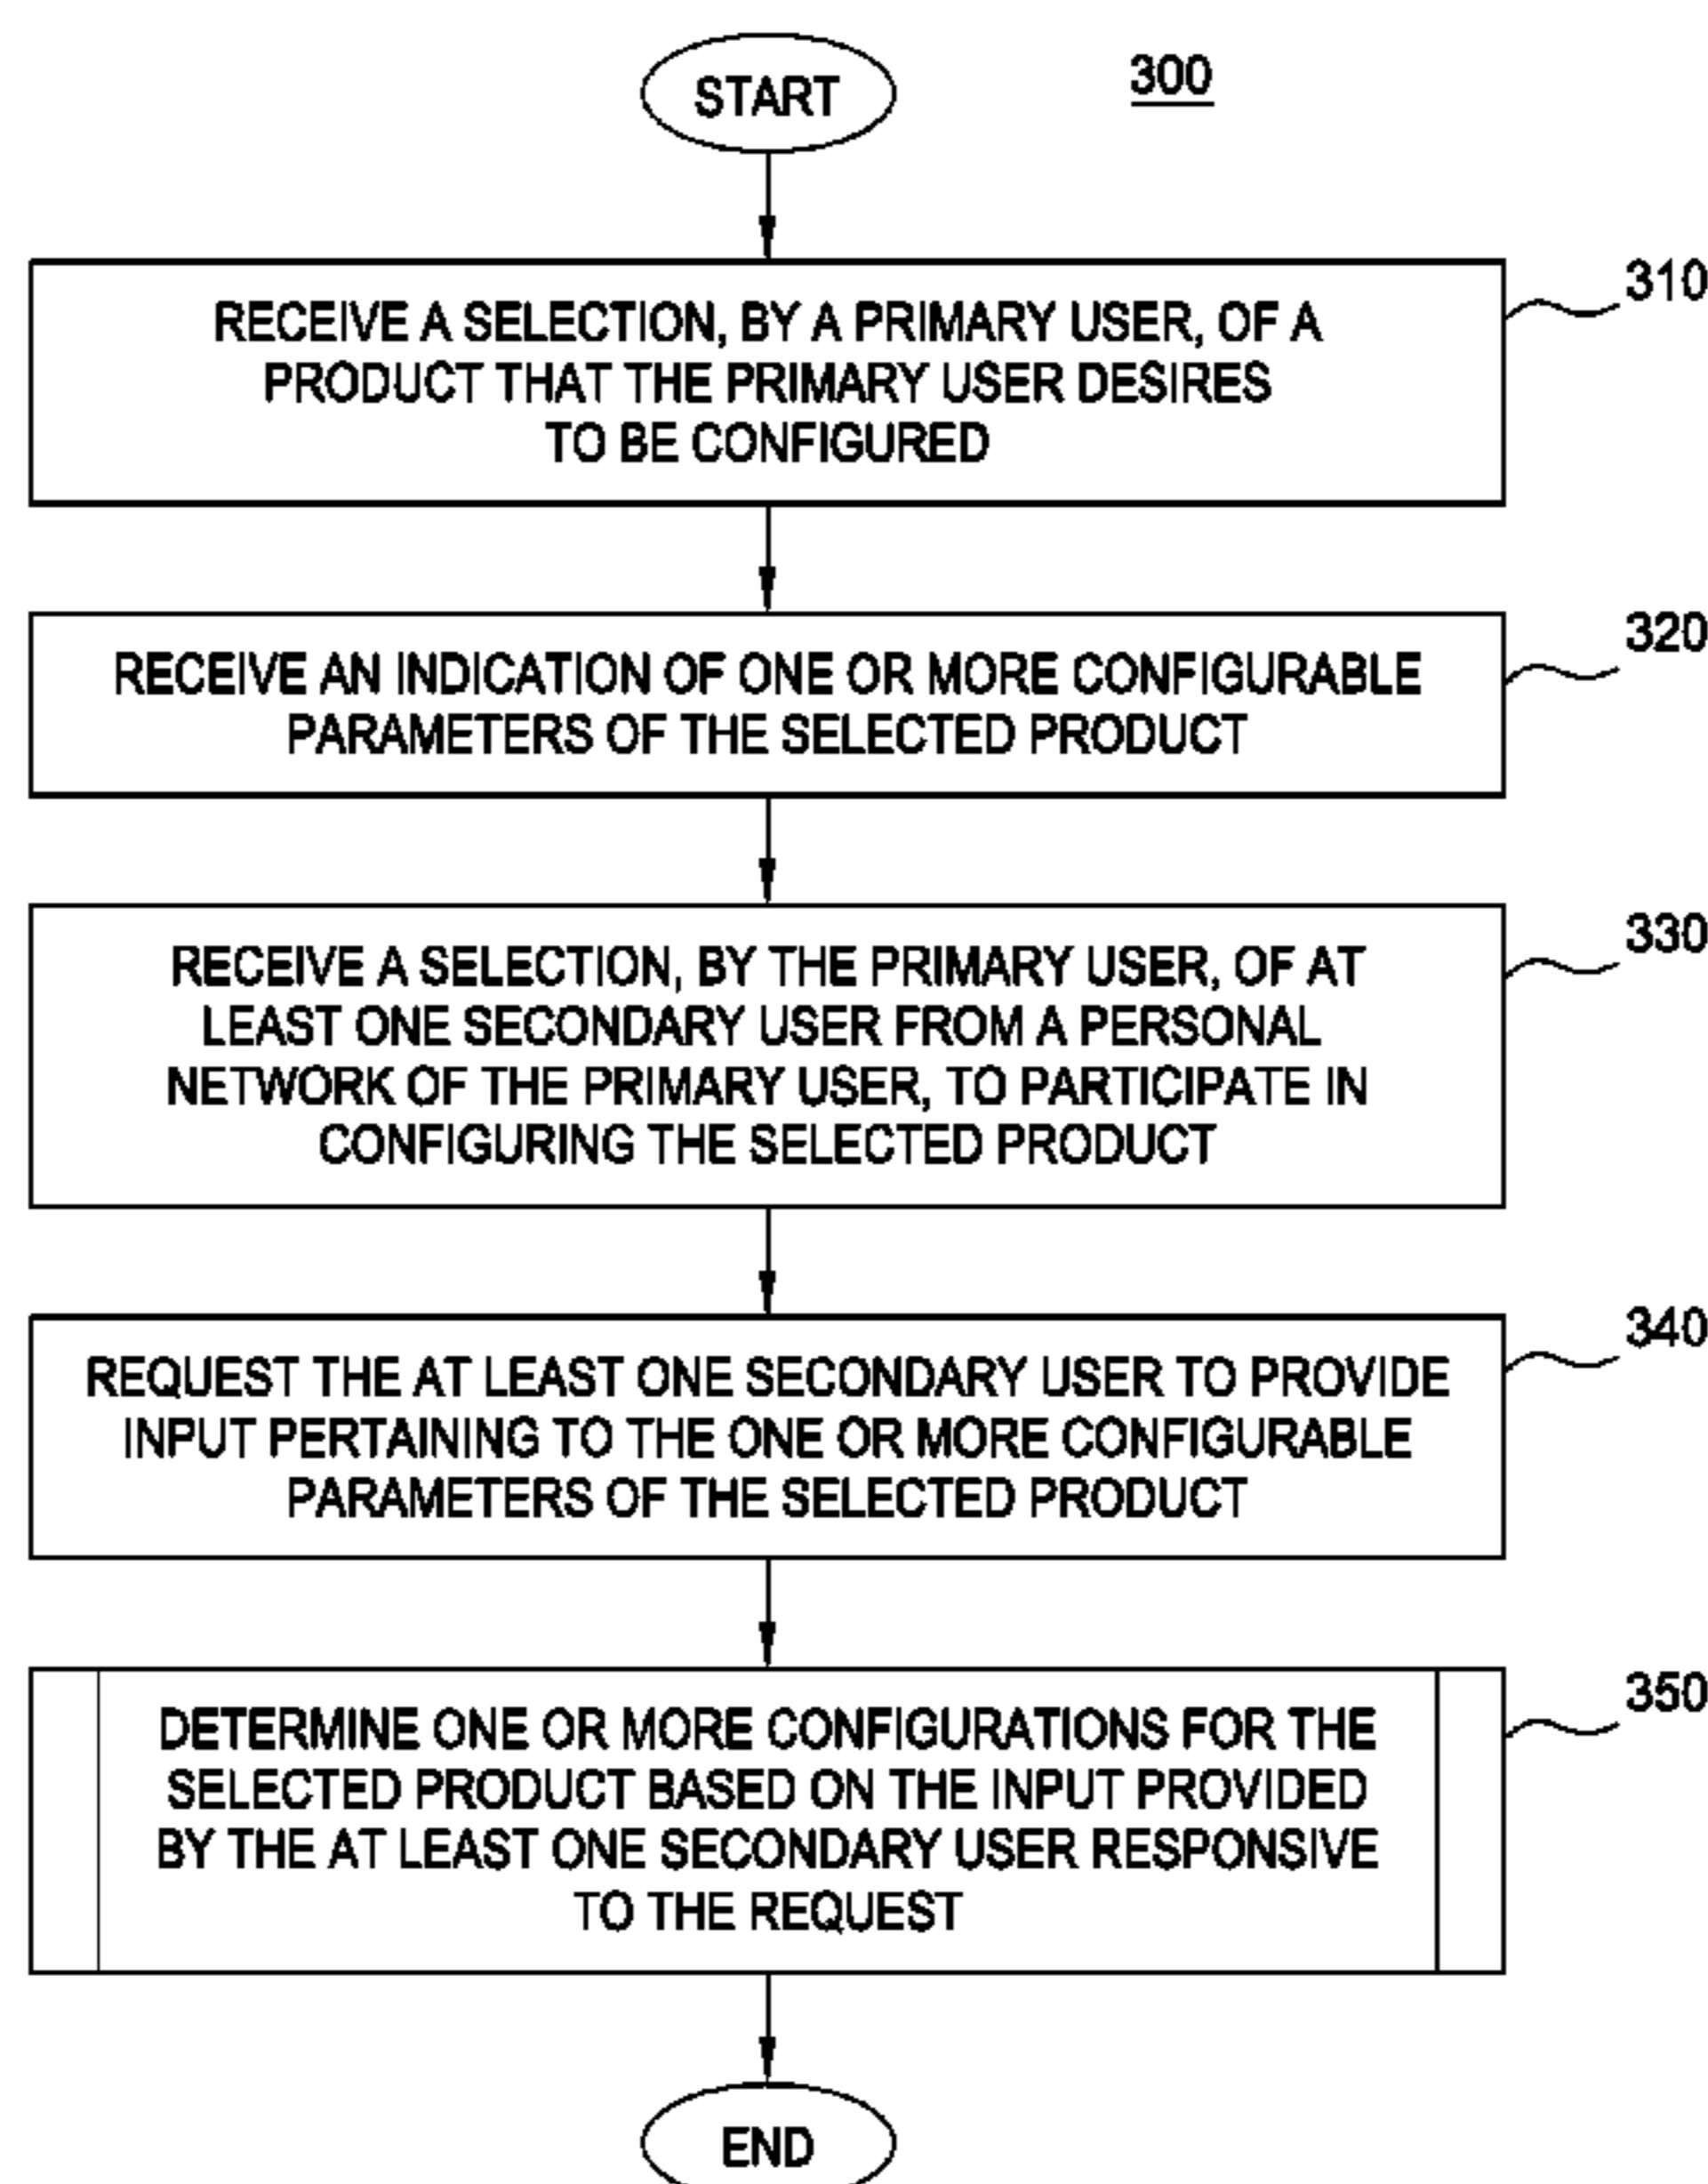 START
300
310
RECEIVE A SELECTION, BY A PRIMARY USER, OF A
PRODUCT THAT THE PRIMARY USER DESIRES
TO BE CONFIGURED
320
RECEIVE AN INDICATION OF ONE OR MORE CONFIGURABLE
PARAMETERS OF THE SELECTED PRODUCT
330
RECEIVE A SELECTION, BY THE PRIMARY USER, OF AT
LEAST ONE SECONDARY USER FROM A PERSONAL
NETWORK OF THE PRIMARY USER, TO PARTICIPATE IN
CONFIGURING THE SELECTED PRODUCT
340
REQUEST THE AT LEAST ONE SECONDARY USER TO PROVIDE
INPUT PERTAINING TO THE ONE OR MORE CONFIGURABLE
PARAMETERS OF THE SELECTED PRODUCT
350
DETERMINE ONE OR MORE CONFIGURATIONS FOR THE
SELECTED PRODUCT BASED ON THE INPUT PROVIDED
BY THE AT LEAST ONE SECONDARY USER RESPONSIVE
TO THE REQUEST
END